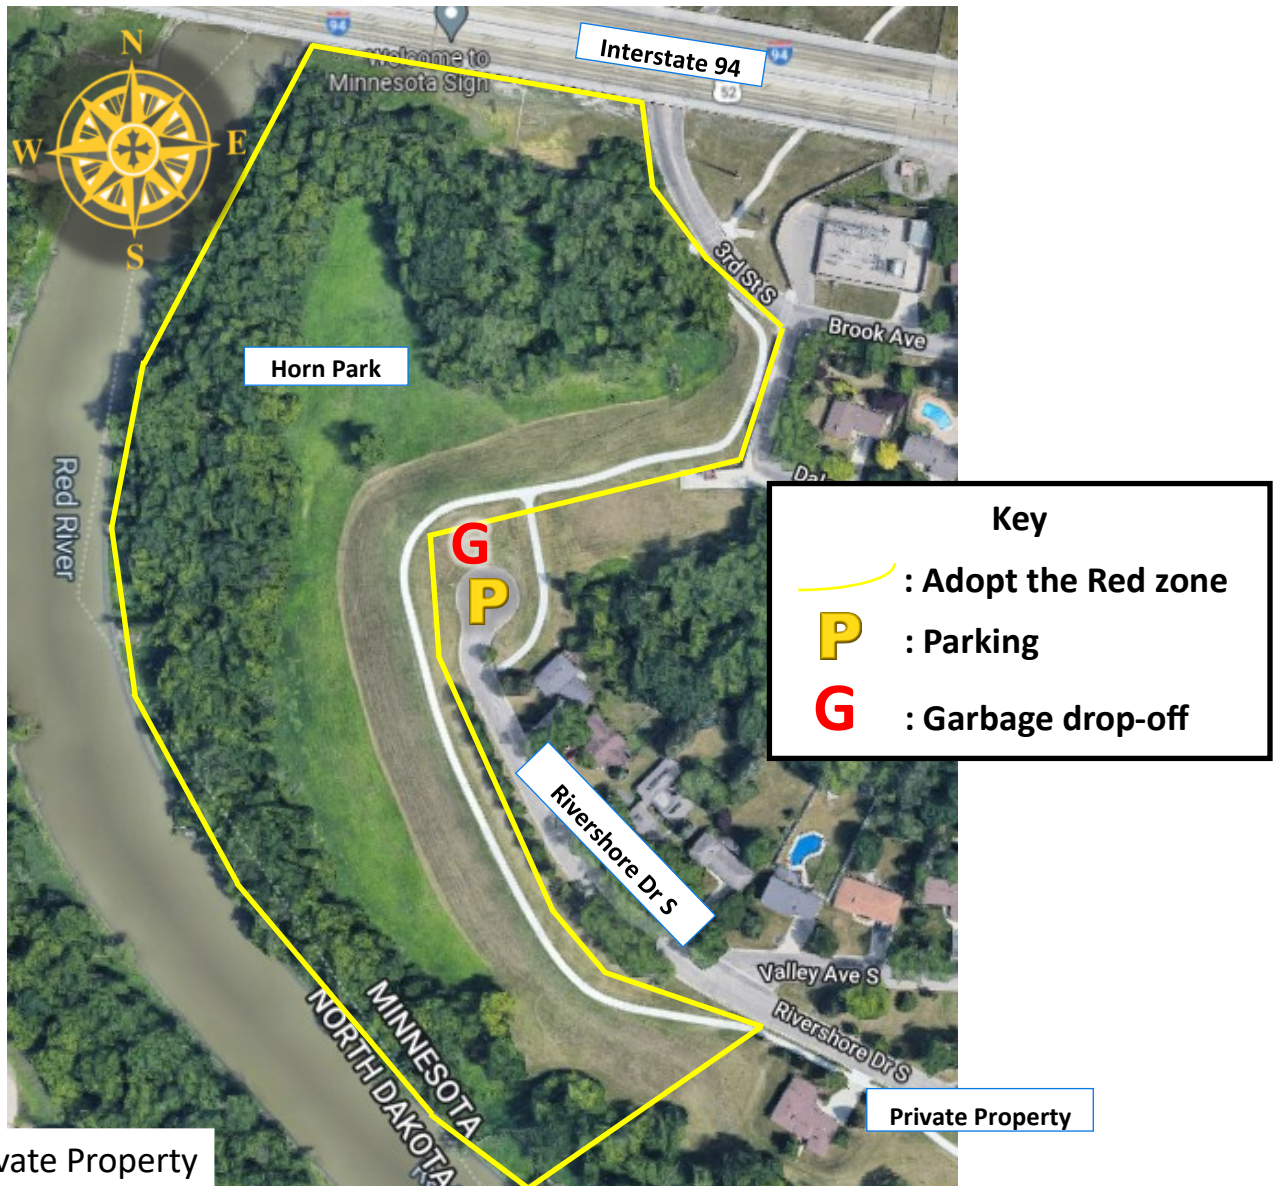 94
Welcome to
Minnesota Sign
Interstate 94
94
52
N
W
E
S
3rd St S
Brook Ave
Horn Park
Red River
Key
: Adopt the Red zone
P
: Parking
G
: Garbage drop-off
G
P
Rivershore Dr S
Valley Ave S
Rivershore Dr S
MINNESOTA
NORTH DAKOTA
Private Property
vate Property